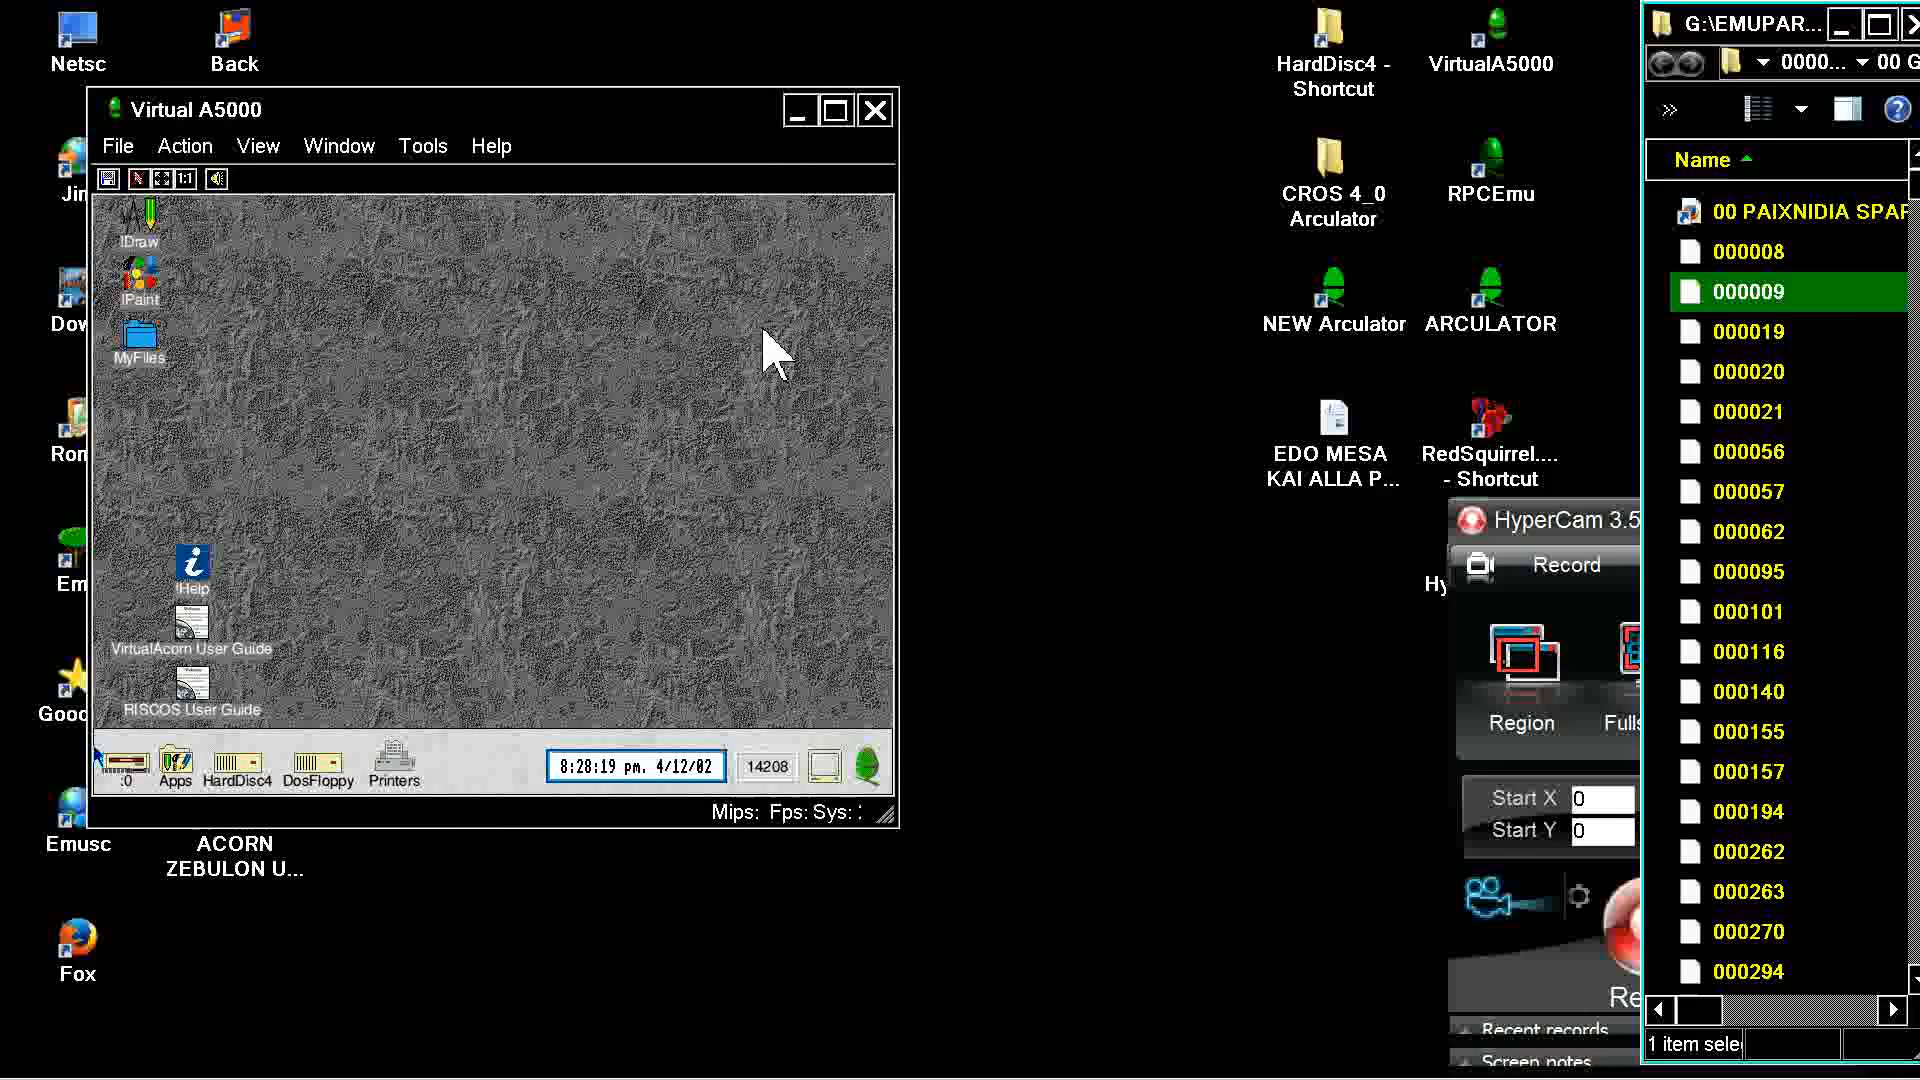 Netsc
Back
Jin
Dow
Ron
Em
Good
Emusc
ACORN
ZEBULON U...
Fox
Virtual A5000
File Action View Window Tools Help
1:1
!Draw
!Paint
MyFiles
!Help
VirtualAcorn User Guide
RISCOS User Guide
:0
Apps
HardDisc4
DosFloppy
Printers
8:28:19 pm. 4/12/02
14208
Mips: Fps: Sys:
HardDisc4 -
Shortcut
VirtualA5000
CROS 4_0
Arculator
RPCEmu
NEW Arculator
ARCULATOR
EDO MESA
KAI ALLA P...
RedSquirrel....
- Shortcut
Hy
HyperCam 3.5
Record
Region
Fulls
Start X 0
Start Y 0
Re
Recent records
Screen notes
G:\EMUPAR...
0000... 00 G
»
Name
00 PAIXNIDIA SPAR
000008
000009
000019
000020
000021
000056
000057
000062
000095
000101
000116
000140
000155
000157
000194
000262
000263
000270
000294
1 item sele